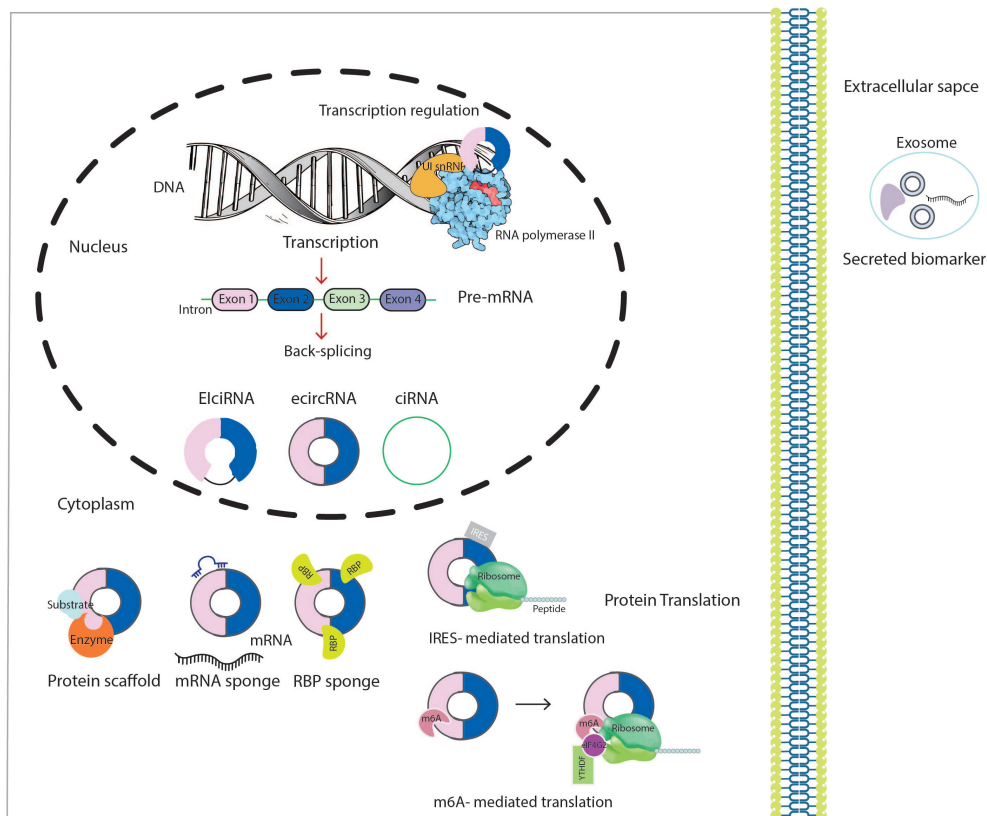 Extracellular sapce
Exosome
Secreted biomarker
Transcription regulation
UI snRNP
DNA
RNA polymerase II
Nucleus
Transcription
Intron
Exon 1
Exon 2
Exon 3
Exon 4
Pre-mRNA
Back-splicing
EIciRNA
ecircRNA
ciRNA
Cytoplasm
Substrate
Enzyme
Protein scaffold
mRNA
mRNA sponge
RBP
RBP
RBP
RBP sponge
IRES
Ribosome
Peptide
IRES- mediated translation
Protein Translation
m6A
m6A
Ribosome
eIF4G2
YTHDF
m6A- mediated translation